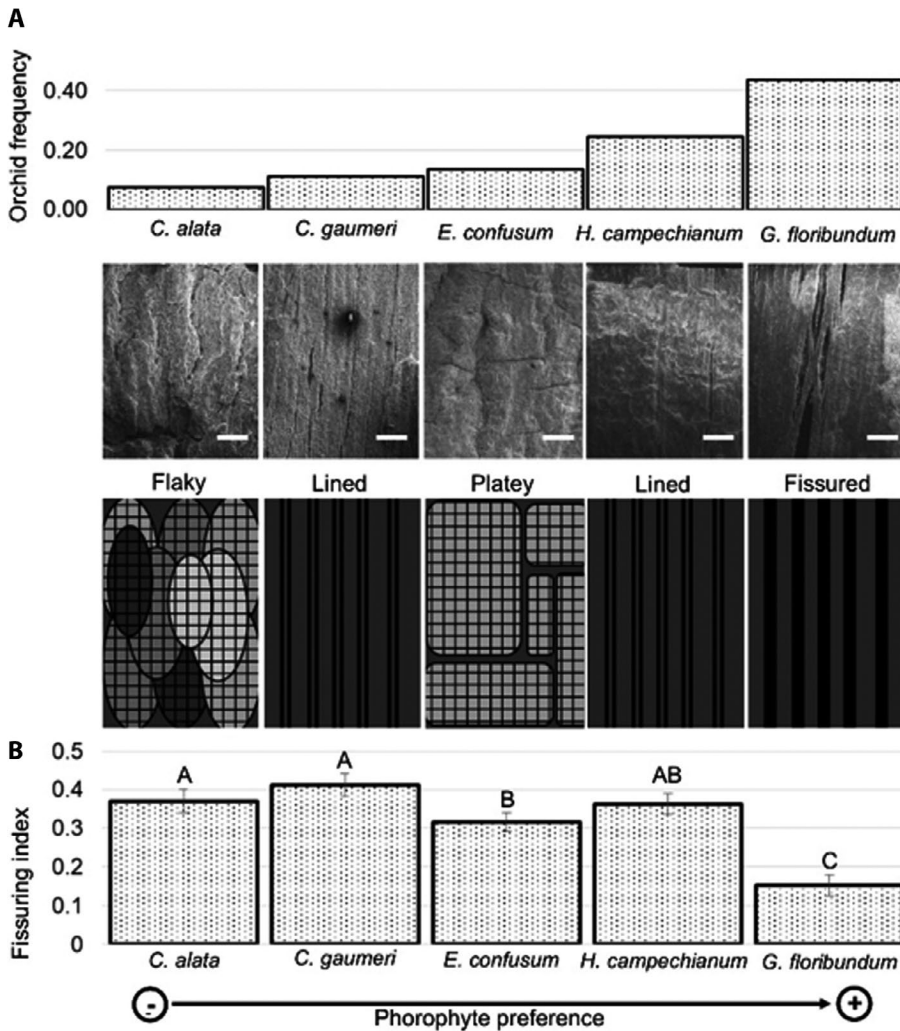 A
Orchid frequency
0.40
0.20
0.00
C. alata C. gaumeri E. confusum H. campechianum G. floribundum
Flaky Lined Platey Lined Fissured
B
Fissuring index
0.5
0.4
0.3
0.2
0.1
0
A A B AB C
C. alata C. gaumeri E. confusum H. campechianum G. floribundum
- +
Phorophyte preference